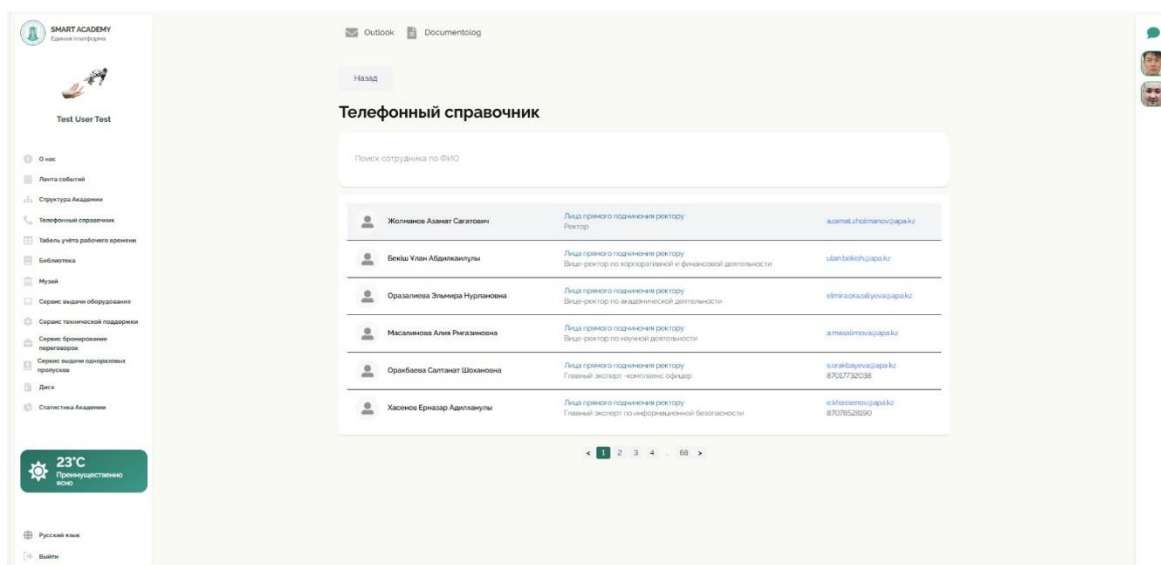 SMART ACADEMY
Единая платформа
Test User Test
О нас
Лента событий
Структура Академии
Телефонный справочник
Табель учёта рабочего времени
Библиотека
Музей
Сервис выдачи оборудования
Сервис технической поддержки
Сервис бронирование
переговорок
Сервис выдачи одноразовых
пропусков
Диск
Статистика Академии
23°C
Преимущественно
ясно
Русский язык
Выйти
Outlook Documentolog
Назад
Телефонный справочник
Поиск сотрудника по ФИО
Жолманов Азамат Сагатович
Лица прямого подчинения ректору
Ректор
azamat.zholmanov@apa.kz
Бекіш Ұлан Абдилкаилұлы
Лица прямого подчинения ректору
Вице-ректор по корпоративной и финансовой деятельности
ulan.bekish@apa.kz
Оразалиева Эльмира Нурлановна
Лица прямого подчинения ректору
Вице-ректор по академической деятельности
elmira.orazaliyeva@apa.kz
Масалимова Алия Рмгазиновна
Лица прямого подчинения ректору
Вице-ректор по научной деятельности
a.masalimova@apa.kz
Оракбаева Салтанат Шохановна
Лица прямого подчинения ректору
Главный эксперт -комплаенс офицер
s.orakbayeva@apa.kz
87017732038
Хасенов Ерназар Адилханулы
Лица прямого подчинения ректору
Главный эксперт по информационной безопасности
e.khassenov@apa.kz
87078528190
< 1 2 3 4 . 68 >